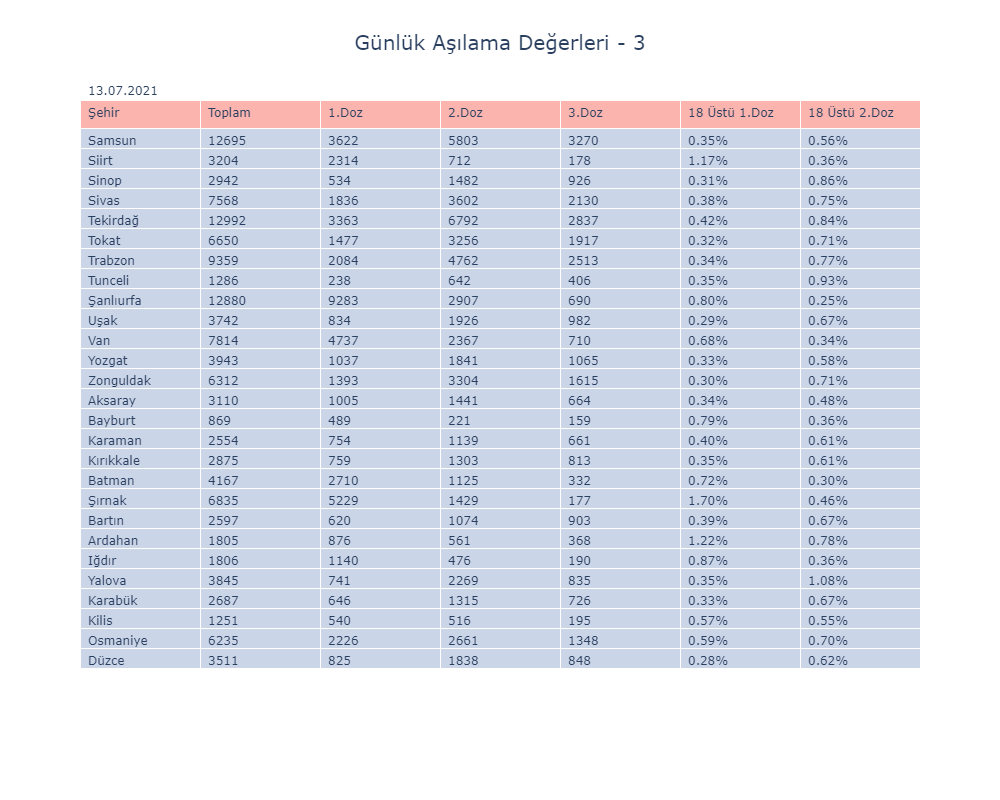 Günlük Aşılama Değerleri - 3
13.07.2021
Şehir Toplam 1.Doz 2.Doz 3.Doz 18 Üstü 1.Doz 18 Üstü 2.Doz
Samsun 12695 3622 5803 3270 0.35% 0.56%
Siirt 3204 2314 712 178 1.17% 0.36%
Sinop 2942 534 1482 926 0.31% 0.86%
Sivas 7568 1836 3602 2130 0.38% 0.75%
Tekirdağ 12992 3363 6792 2837 0.42% 0.84%
Tokat 6650 1477 3256 1917 0.32% 0.71%
Trabzon 9359 2084 4762 2513 0.34% 0.77%
Tunceli 1286 238 642 406 0.35% 0.93%
Şanlıurfa 12880 9283 2907 690 0.80% 0.25%
Uşak 3742 834 1926 982 0.29% 0.67%
Van 7814 4737 2367 710 0.68% 0.34%
Yozgat 3943 1037 1841 1065 0.33% 0.58%
Zonguldak 6312 1393 3304 1615 0.30% 0.71%
Aksaray 3110 1005 1441 664 0.34% 0.48%
Bayburt 869 489 221 159 0.79% 0.36%
Karaman 2554 754 1139 661 0.40% 0.61%
Kırıkkale 2875 759 1303 813 0.35% 0.61%
Batman 4167 2710 1125 332 0.72% 0.30%
Şırnak 6835 5229 1429 177 1.70% 0.46%
Bartın 2597 620 1074 903 0.39% 0.67%
Ardahan 1805 876 561 368 1.22% 0.78%
Iğdır 1806 1140 476 190 0.87% 0.36%
Yalova 3845 741 2269 835 0.35% 1.08%
Karabük 2687 646 1315 726 0.33% 0.67%
Kilis 1251 540 516 195 0.57% 0.55%
Osmaniye 6235 2226 2661 1348 0.59% 0.70%
Düzce 3511 825 1838 848 0.28% 0.62%